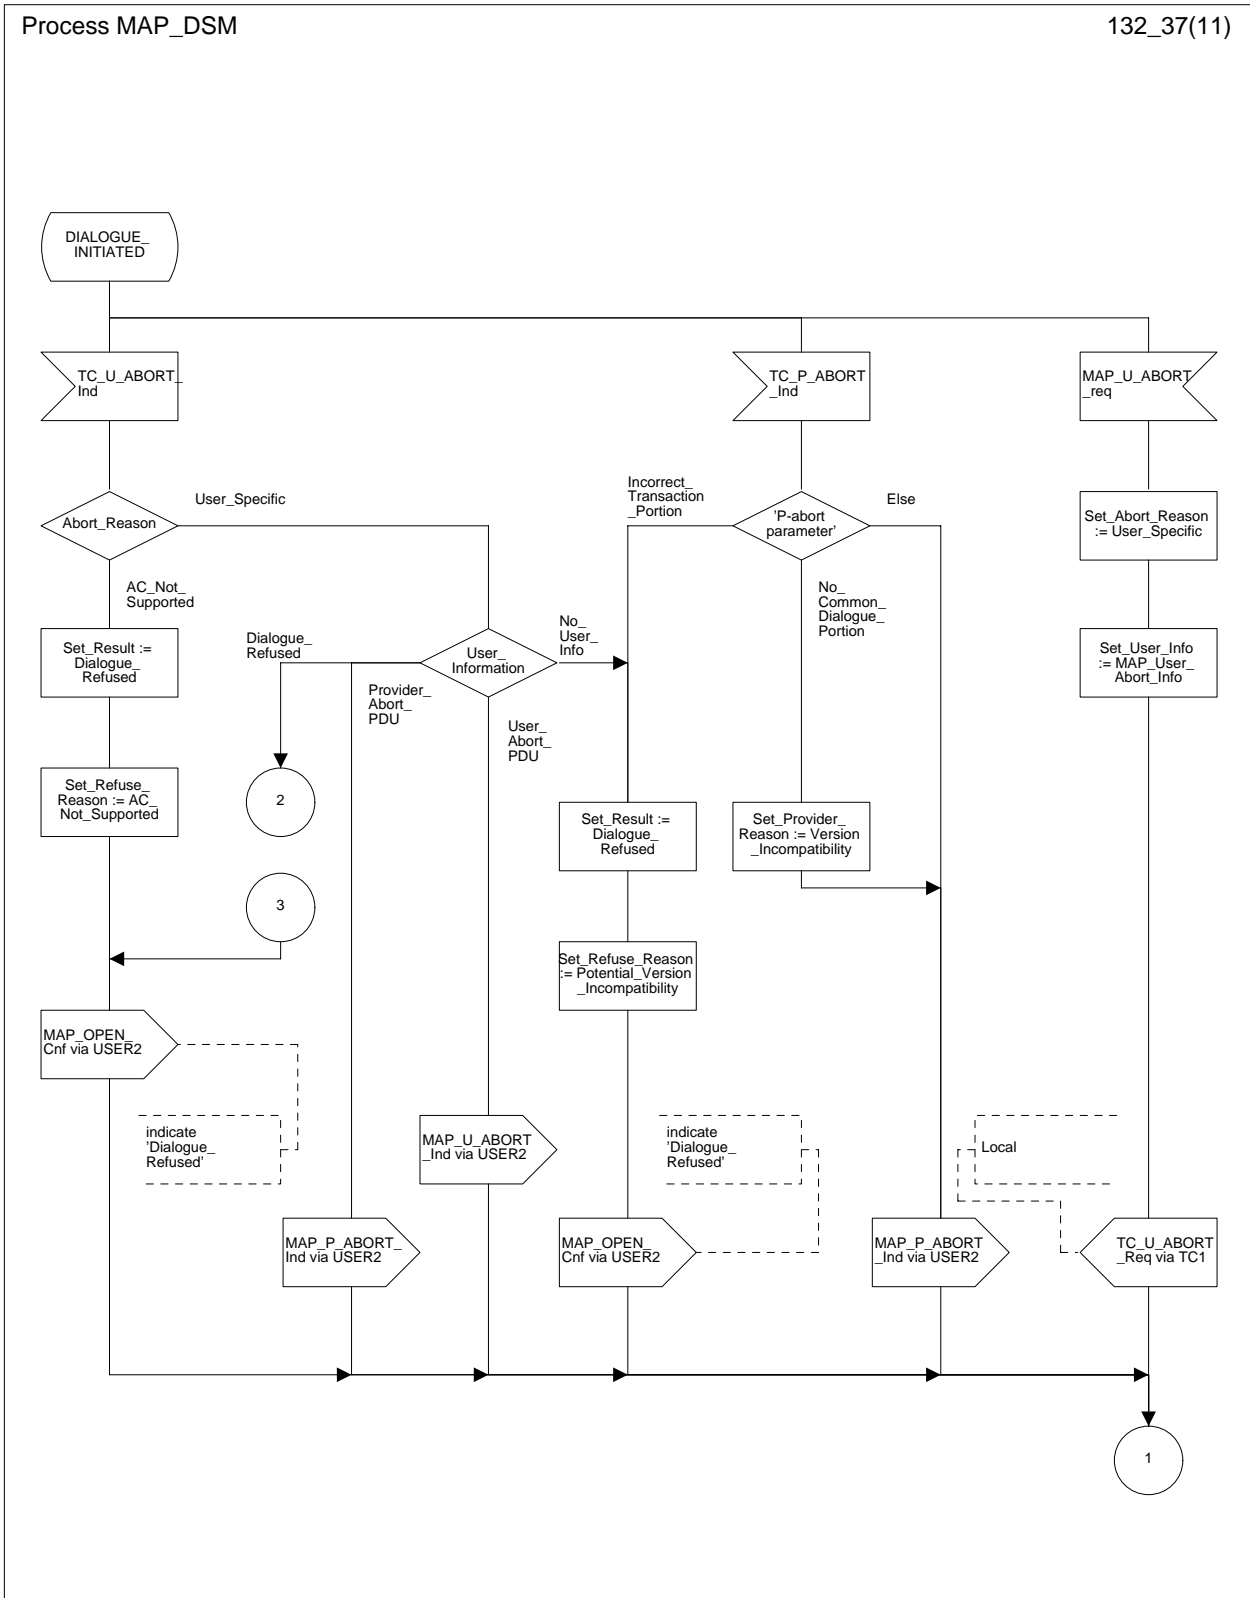 Process MAP_DSM
132_37(11)
DIALOGUE_
INITIATED
TC_U_ABORT_
Ind
TC_P_ABORT
_Ind
MAP_U_ABORT
_req
Abort_Reason
User_Specific
Incorrect_
Transaction
_Portion
'P-abort
parameter'
Else
Set_Abort_Reason
:= User_Specific
AC_Not_
Supported
No_
Common_
Dialogue_
Portion
Set_Result :=
Dialogue_
Refused
Dialogue_
Refused
User_
Information
No_
User_
Info
Set_User_Info
:= MAP_User_
Abort_Info
Provider_
Abort_
PDU
User_
Abort_
PDU
Set_Refuse_
Reason := AC_
Not_Supported
2
Set_Result :=
Dialogue_
Refused
Set_Provider_
Reason := Version
_Incompatibility
3
Set_Refuse_Reason
:= Potential_Version
_Incompatibility
MAP_OPEN_
Cnf via USER2
indicate
'Dialogue_
Refused'
MAP_U_ABORT
_Ind via USER2
indicate
'Dialogue_
Refused'
Local
MAP_P_ABORT_
Ind via USER2
MAP_OPEN_
Cnf via USER2
MAP_P_ABORT
_Ind via USER2
TC_U_ABORT
_Req via TC1
1